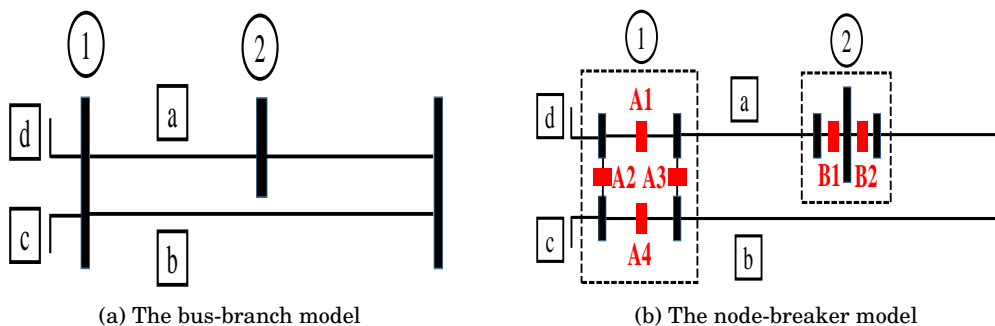 1
2
a
d
c
b
(a) The bus-branch model
1
2
a
d
A1
A2 A3
B1 B2
c
A4
b
(b) The node-breaker model